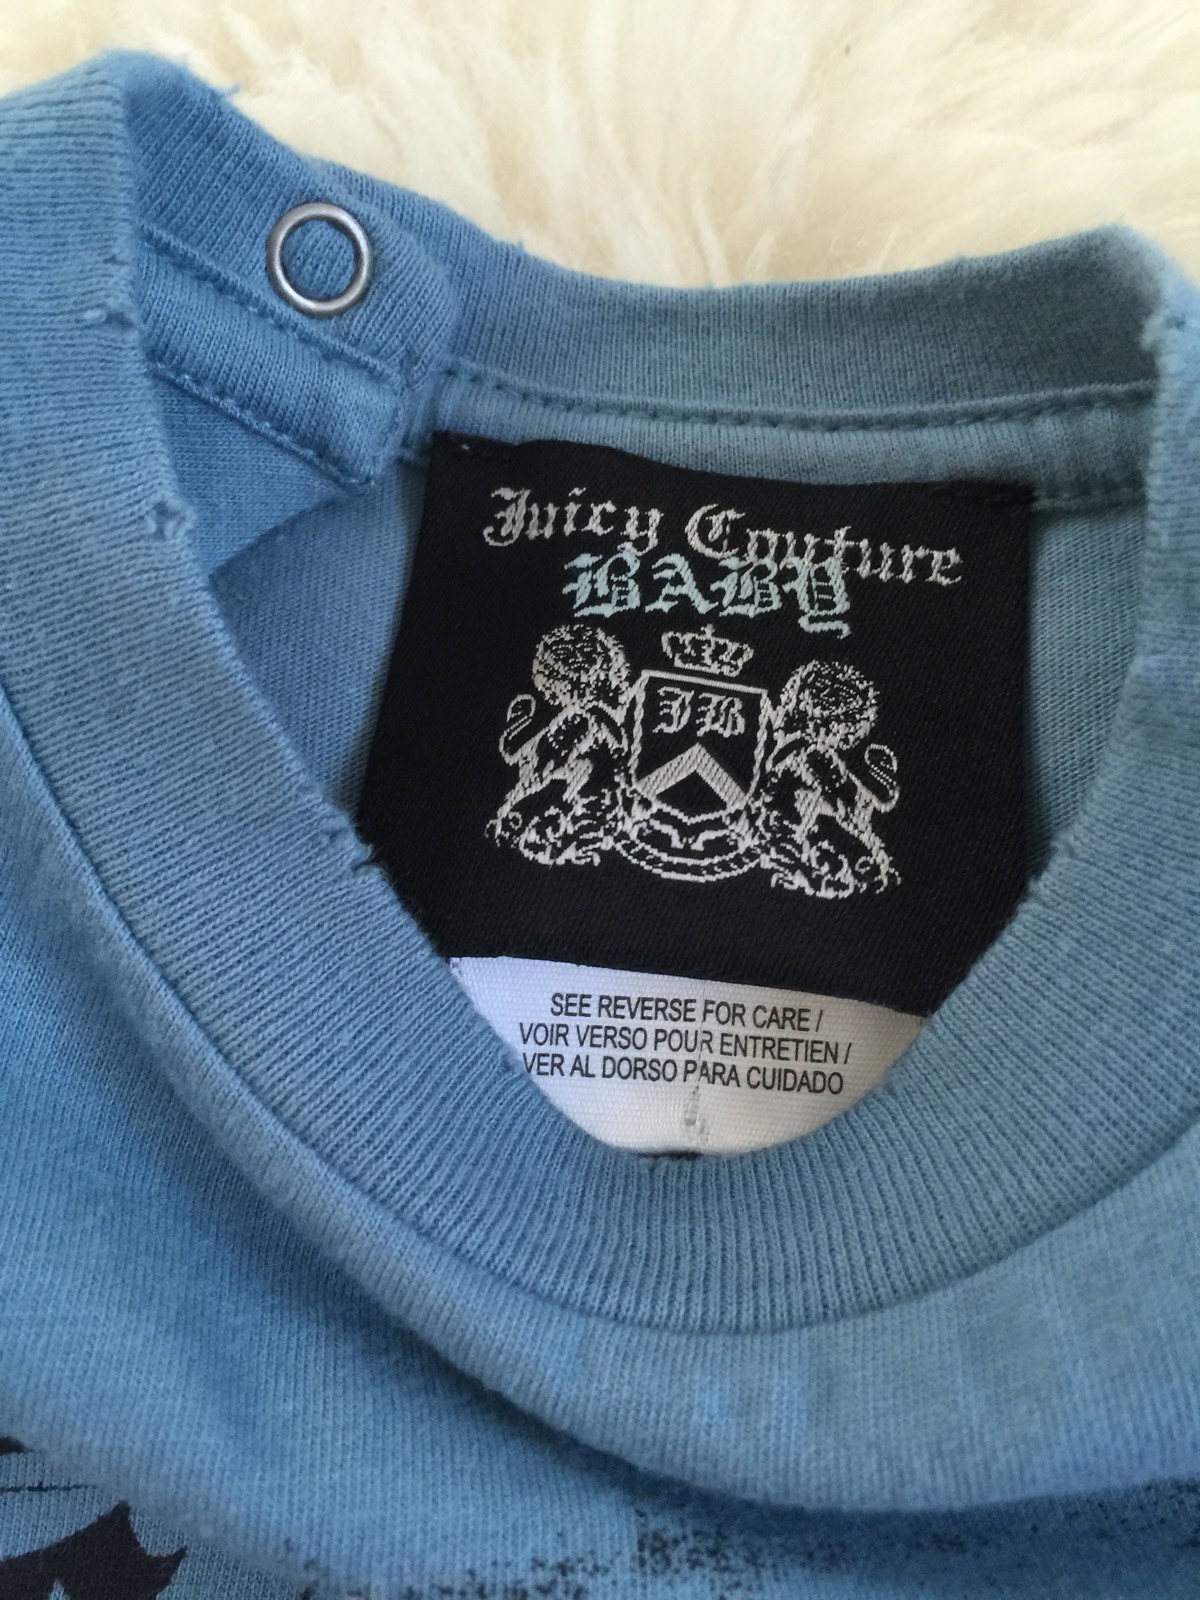 Juicy Couture
BABY
JB
SEE REVERSE FOR CARE /
VOIR VERSO POUR ENTRETIEN /
VER AL DORSO PARA CUIDADO